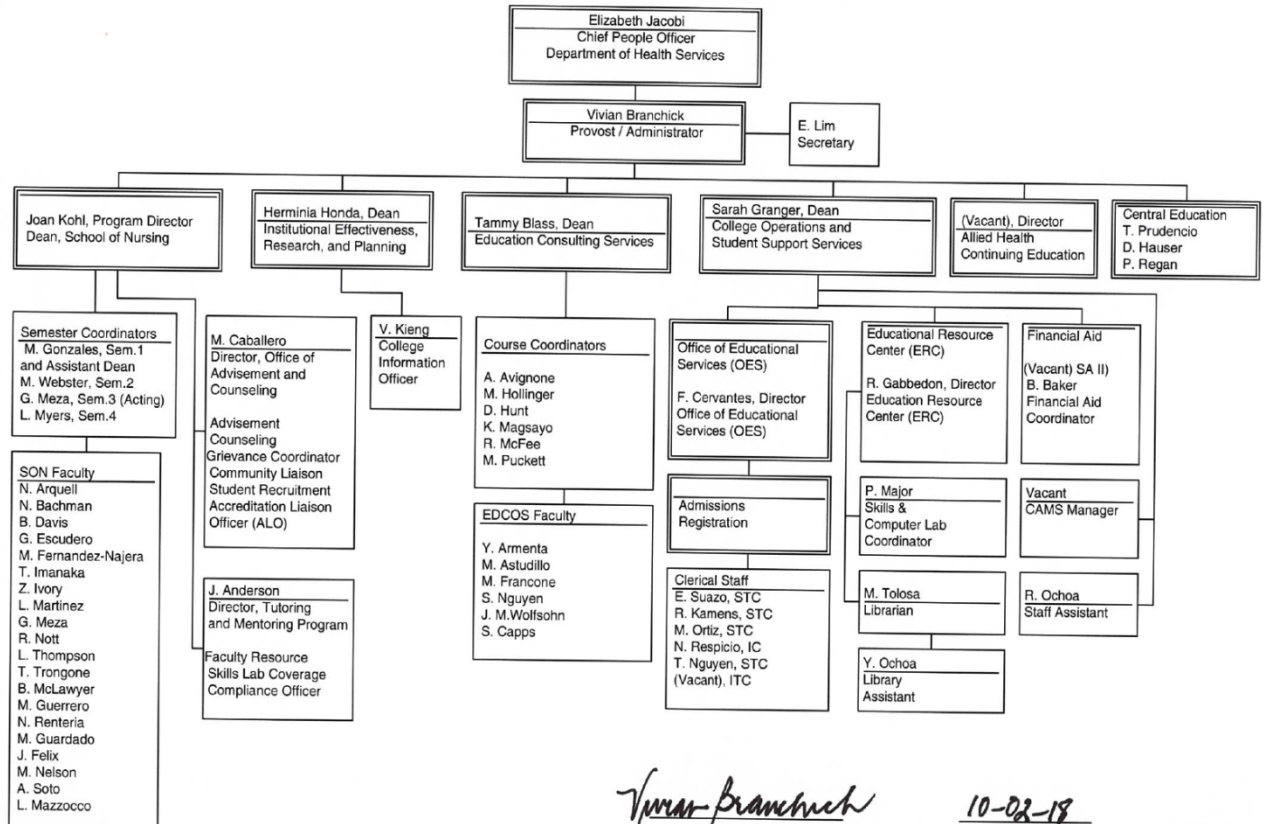 Elizabeth Jacobi
Chief People Officer
Department of Health Services
Vivian Branchick
Provost / Administrator
E. Lim
Secretary
Joan Kohl, Program Director
Dean, School of Nursing
Herminia Honda, Dean
Institutional Effectiveness,
Research, and Planning
Tammy Blass, Dean
Education Consulting Services
Sarah Granger, Dean
College Operations and
Student Support Services
(Vacant), Director
Allied Health
Continuing Education
Central Education
T. Prudencio
D. Hauser
P. Regan
Semester Coordinators
M. Gonzales, Sem.1
and Assistant Dean
M. Webster, Sem.2
G. Meza, Sem.3 (Acting)
L. Myers, Sem.4
SON Faculty
N. Arquell
N. Bachman
B. Davis
G. Escudero
M. Fernandez-Najera
T. Imanaka
Z. Ivory
L. Martinez
G. Meza
R. Nott
L. Thompson
T. Trongone
B. McLawyer
M. Guerrero
N. Renteria
M. Guardado
J. Felix
M. Nelson
A. Soto
L. Mazzocco
M. Caballero
Director, Office of
Advisement and
Counseling
Advisement
Counseling
Grievance Coordinator
Community Liaison
Student Recruitment
Accreditation Liaison
Officer (ALO)
J. Anderson
Director, Tutoring
and Mentoring Program
Faculty Resource
Skills Lab Coverage
Compliance Officer
V. Kieng
College
Information
Officer
Course Coordinators
A. Avignone
M. Hollinger
D. Hunt
K. Magsayo
R. McFee
M. Puckett
EDCOS Faculty
Y. Armenta
M. Astudillo
M. Francone
S. Nguyen
J. M.Wolfsohn
S. Capps
Office of Educational
Services (OES)
F. Cervantes, Director
Office of Educational
Services (OES)
Admissions
Registration
Clerical Staff
E. Suazo, STC
R. Kamens, STC
M. Ortiz, STC
N. Respicio, IC
T. Nguyen, STC
(Vacant), ITC
Educational Resource
Center (ERC)
R. Gabbedon, Director
Education Resource
Center (ERC)
P. Major
Skills &
Computer Lab
Coordinator
M. Tolosa
Librarian
Y. Ochoa
Library
Assistant
Financial Aid
(Vacant) SA II)
B. Baker
Financial Aid
Coordinator
Vacant
CAMS Manager
R. Ochoa
Staff Assistant
Vivian Branchick
10-02-18